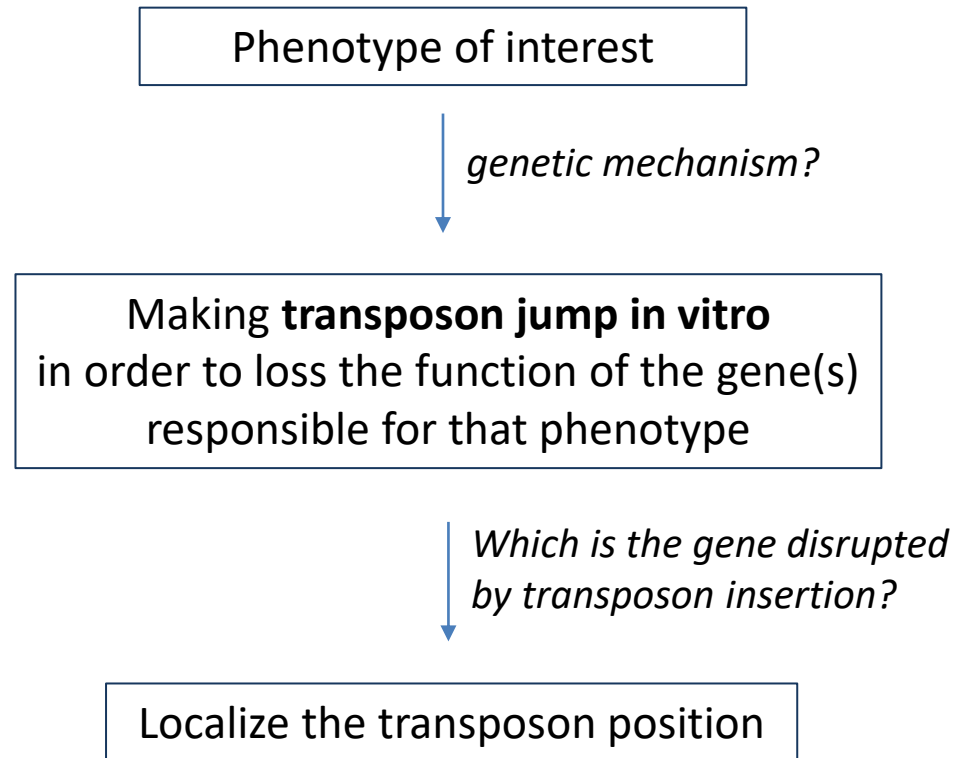 Phenotype of interest
genetic mechanism?
Making transposon jump in vitro
in order to loss the function of the gene(s)
responsible for that phenotype
Which is the gene disrupted
by transposon insertion?
Localize the transposon position